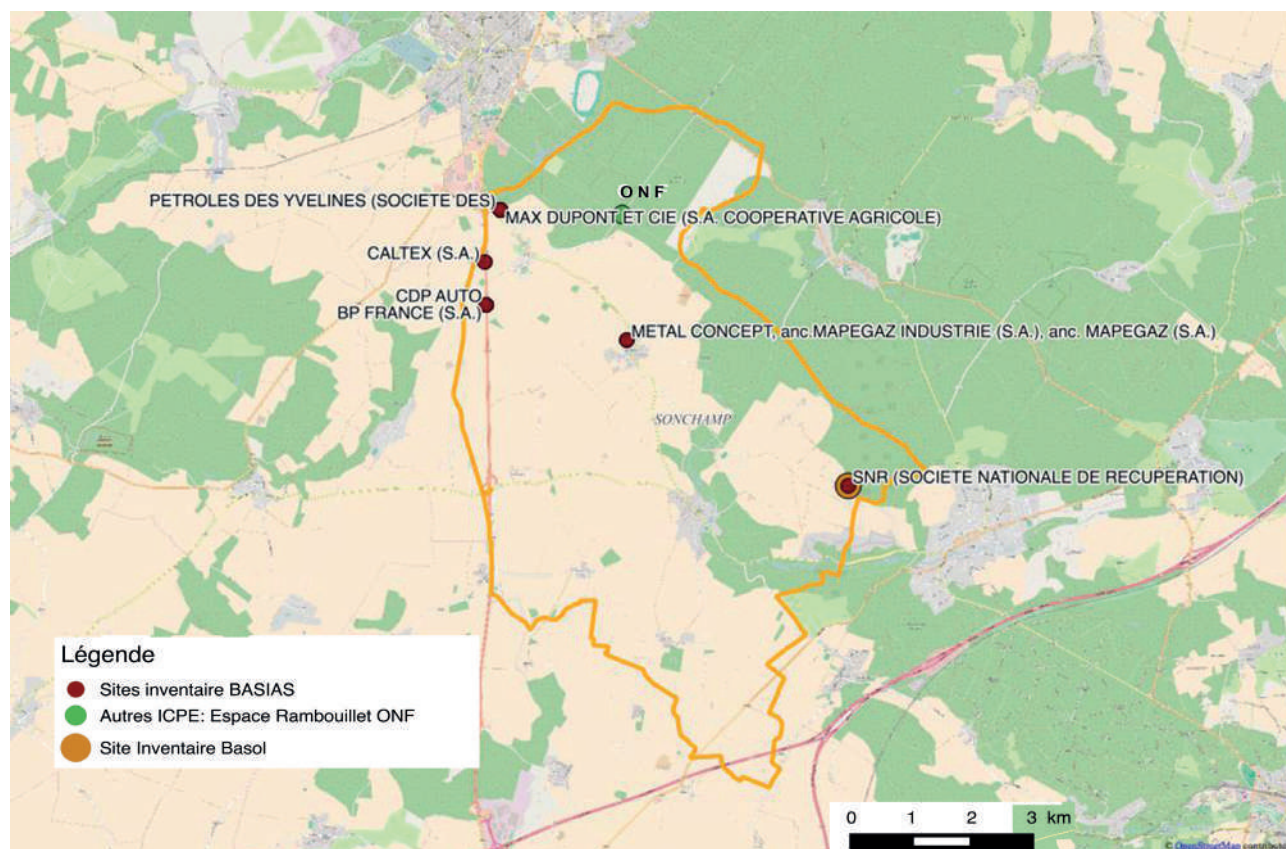 O N F
PETROLES DES YVELINES (SOCIETE DES)
MAX DUPONT ET CIE (S.A. COOPERATIVE AGRICOLE)
CALTEX (S.A.)
CDP AUTO
BP FRANCE (S.A.)
METAL CONCEPT, anc.MAPEGAZ INDUSTRIE (S.A.), anc. MAPEGAZ (S.A.)
SONCHAMP
SNR (SOCIETE NATIONALE DE RECUPERATION)
Légende
Sites inventaire BASIAS
Autres ICPE: Espace Rambouillet ONF
Site Inventaire Basol
0 1 2 3 km
© OpenStreetMap